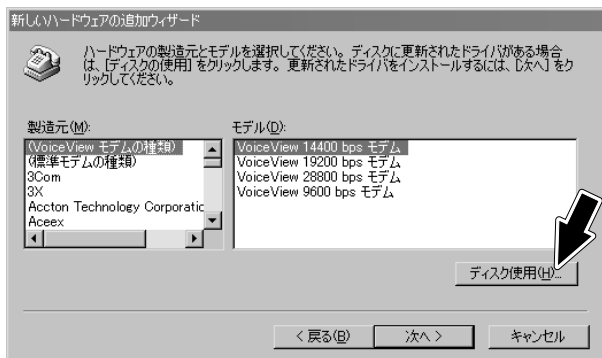 新しいハードウェアの追加ウィザード
ハードウェアの製造元とモデルを選択してください。ディスクに更新されたドライバがある場合
は、[ディスクの使用] をクリックします。更新されたドライバをインストールするには、[次へ] をク
リックしてください。
製造元(M):
(VoiceView モデムの種類)
(標準モデムの種類)
3Com
3X
Accton Technology Corporatic
Aceex
モデル(D):
VoiceView 14400 bps モデム
VoiceView 19200 bps モデム
VoiceView 28800 bps モデム
VoiceView 9600 bps モデム
ディスク使用(H)...
< 戻る(B)
次へ >
キャンセル